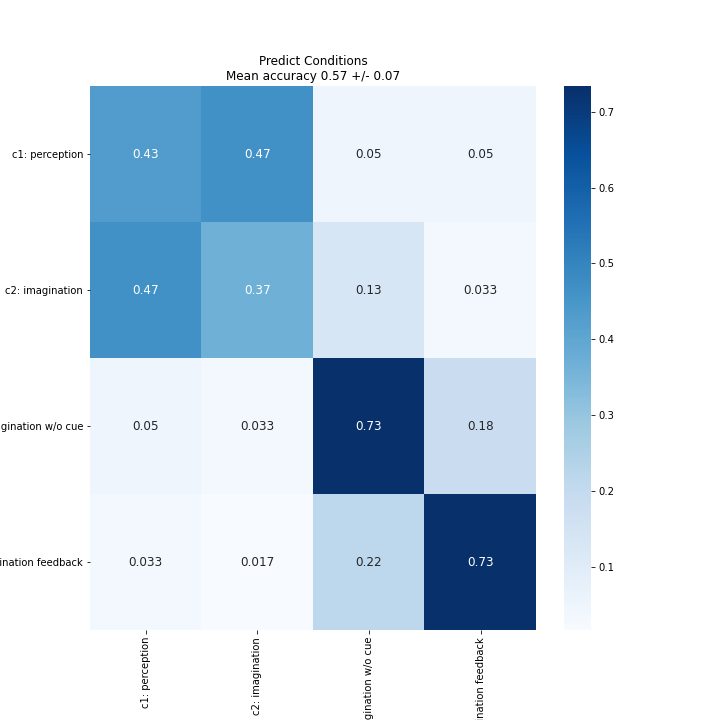 Predict Conditions
Mean accuracy 0.57 +/- 0.07
c1: perception 0.43 0.47 0.05 0.05
c2: imagination 0.47 0.37 0.13 0.033
gination w/o cue 0.05 0.033 0.73 0.18
ination feedback 0.033 0.017 0.22 0.73
c1: perception
c2: imagination
gination w/o cue
nation feedback
0.7
0.6
0.5
0.4
0.3
0.2
0.1